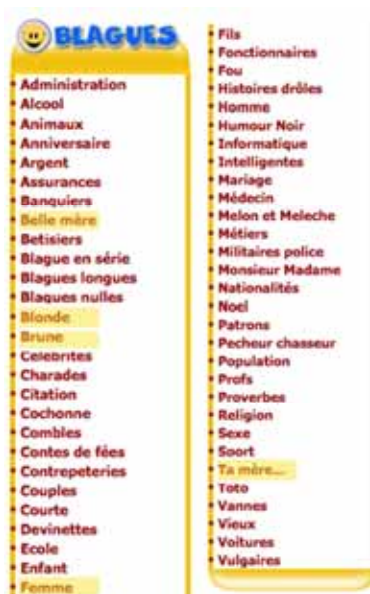 BLAGUES
Administration
Alcool
Animaux
Anniversaire
Argent
Assurances
Banquiers
Belle mère
Betisiers
Blague en série
Blagues longues
Blagues nulles
Blonde
Brune
Celebrites
Charades
Citation
Cochonne
Combles
Contes de fées
Contrepeteries
Couples
Courte
Devinettes
Ecole
Enfant
Femme
Fils
Fonctionnaires
Fou
Histoires drôles
Homme
Humour Noir
Informatique
Intelligentes
Mariage
Médecin
Melon et Meleche
Métiers
Militaires police
Monsieur Madame
Nationalités
Noel
Patrons
Pecheur chasseur
Population
Profs
Proverbes
Religion
Sexe
Sport
Ta mère...
Toto
Vannes
Vieux
Voitures
Vulgaires